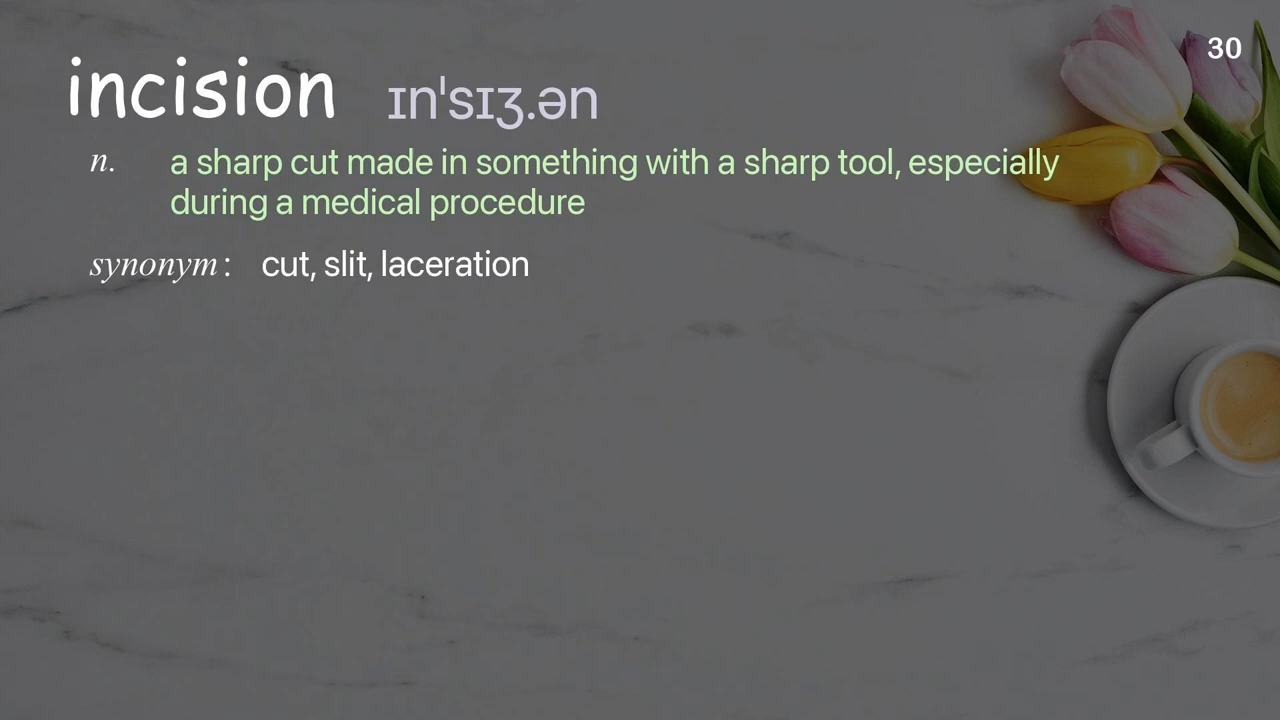 30
incision ɪnˈsɪʒ.ən
n. a sharp cut made in something with a sharp tool, especially
during a medical procedure
synonym : cut, slit, laceration